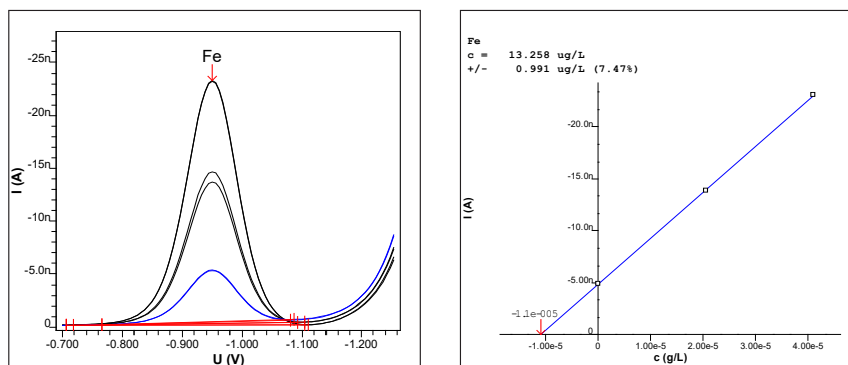 Fe
-25n
-20n
-15n
-10n
-5.0n
0
I (A)
-0.700
-0.800
-0.900
-1.000
-1.100
-1.200
U (V)
Fe
c = 13.258 ug/L
+/- 0.991 ug/L (7.47%)
-20.0n
-15.0n
-10.0n
-5.00n
0
I (A)
-1.1e-005
-1.00e-5
0
1.00e-5
2.00e-5
3.00e-5
4.00e-5
c (g/L)